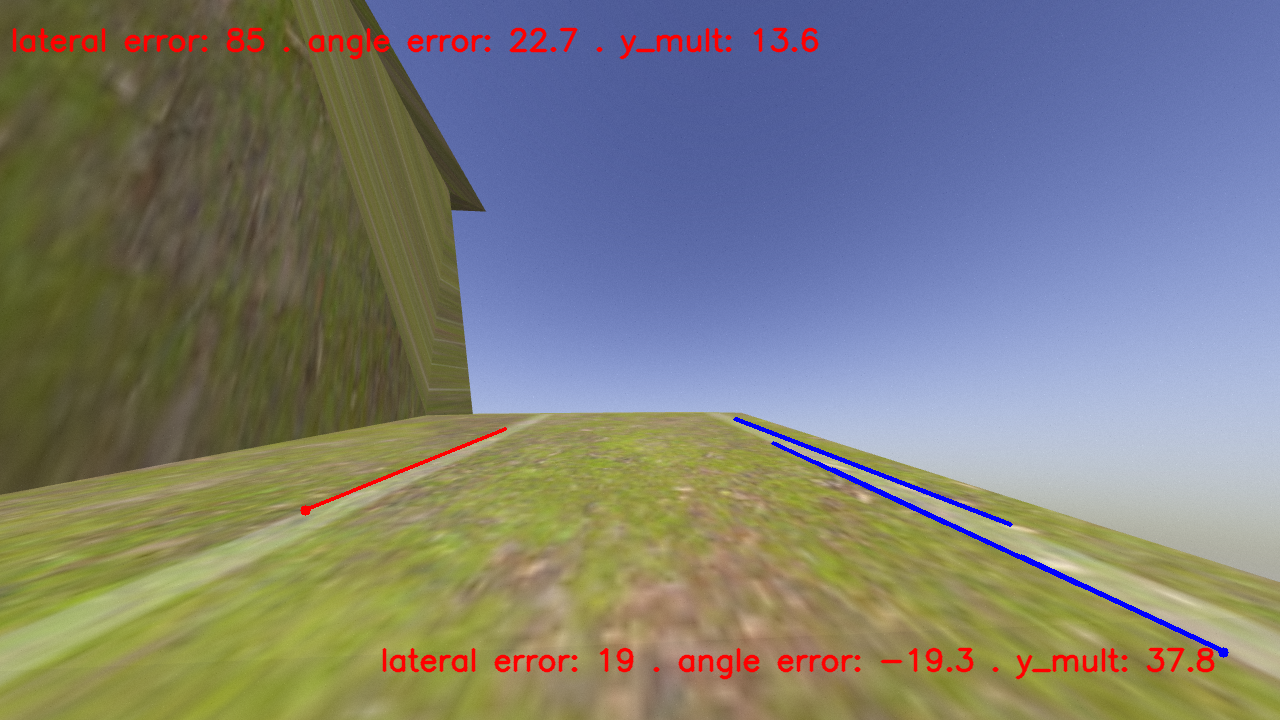 lateral error: 85 . angle error: 22.7 . y_mult: 13.6
lateral error: 19 . angle error: -19.3 . y_mult: 37.8